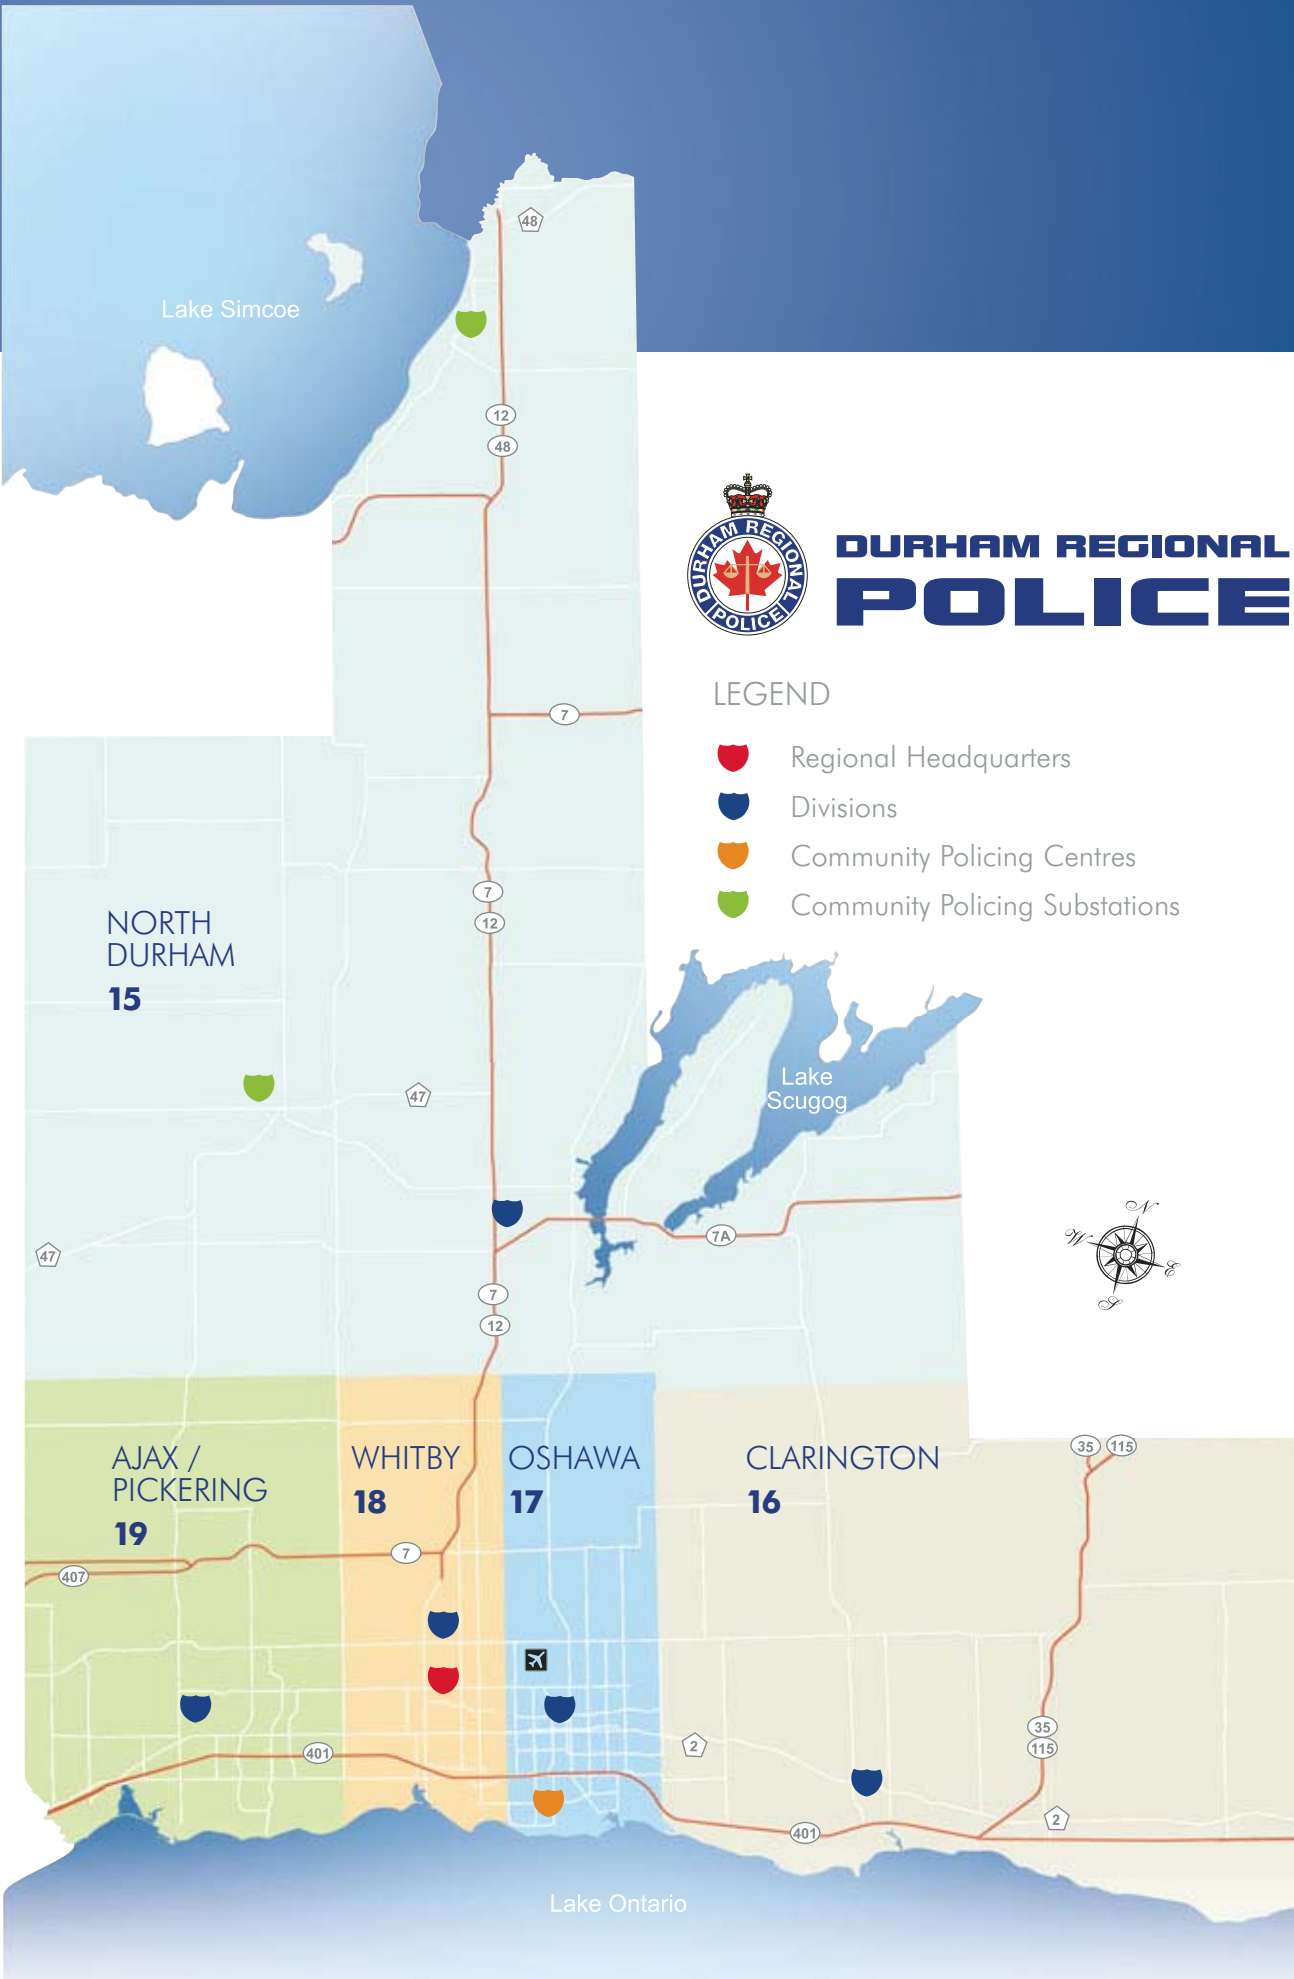 48
Lake Simcoe
12
48
DURHAM REGIONAL
POLICE
DURHAM REGIONAL
POLICE
LEGEND
7
Regional Headquarters
Divisions
Community Policing Centres
Community Policing Substations
7
12
NORTH
DURHAM
15
Lake
Scugog
47
N
W
E
S
7A
47
7
12
AJAX /
PICKERING
19
WHITBY
18
OSHAWA
17
CLARINGTON
16
35
115
7
407
401
2
35
115
2
401
Lake Ontario